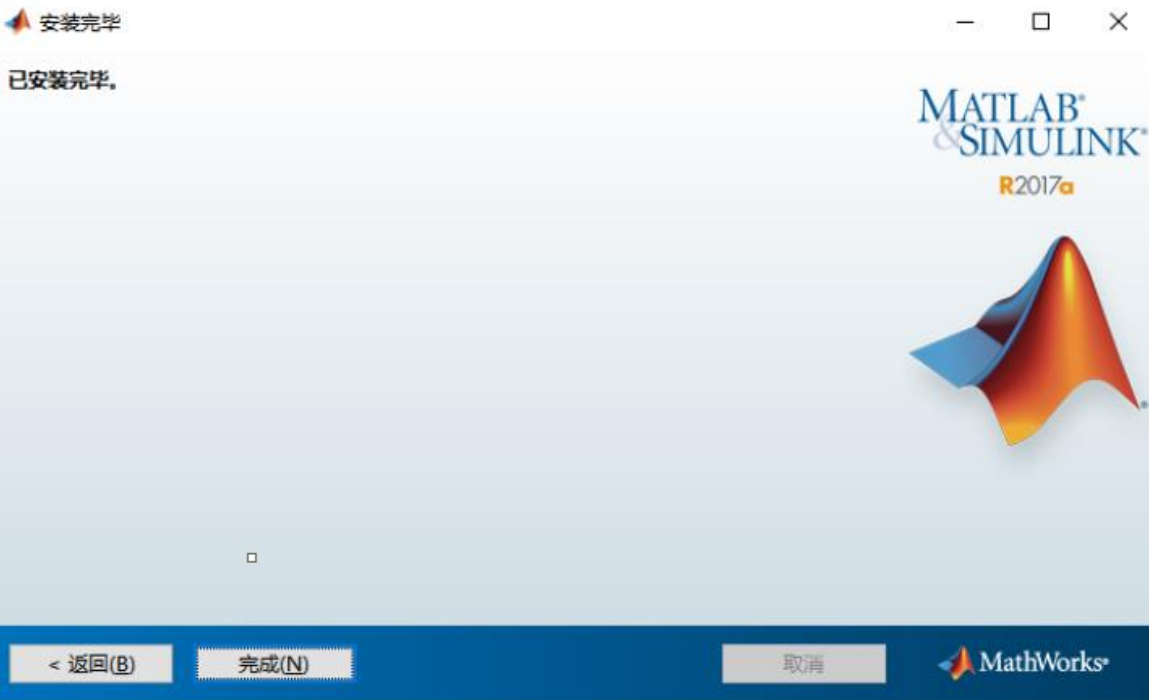 安装完毕
已安装完毕。
MATLAB®
&SIMULINK®
R2017a
®
< 返回(B)
完成(N)
取消
MathWorks®